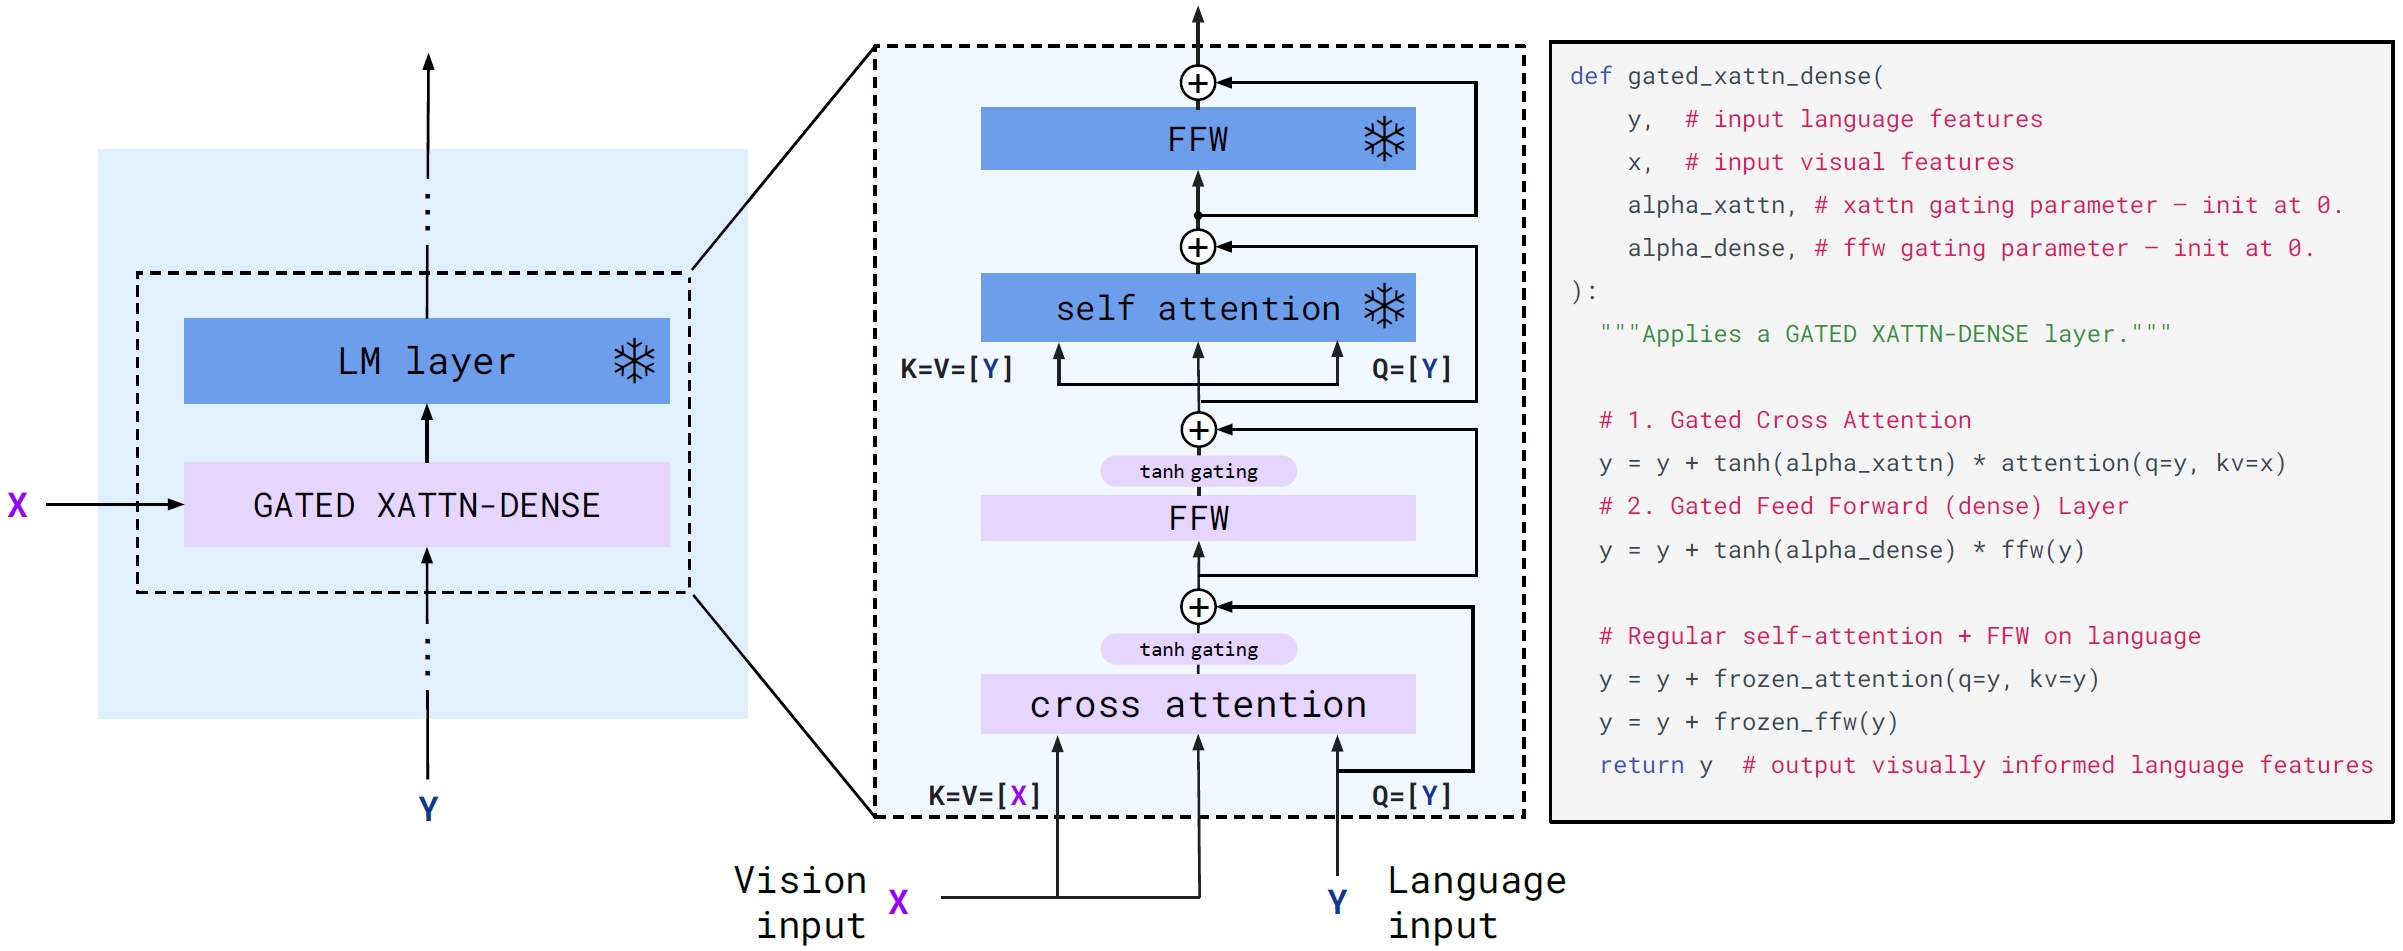 LM layer
X
GATED XATTN-DENSE
Y
FFW
self attention
K=V=[Y]
Q=[Y]
tanh gating
FFW
tanh gating
cross attention
K=V=[X]
Q=[Y]
Vision
input
X
Y
Language
input
def gated_xattn_dense(
y, # input language features
x, # input visual features
alpha_xattn, # xattn gating parameter – init at 0.
alpha_dense, # ffw gating parameter – init at 0.
):
"""Applies a GATED XATTN-DENSE layer."""
# 1. Gated Cross Attention
y = y + tanh(alpha_xattn) * attention(q=y, kv=x)
# 2. Gated Feed Forward (dense) Layer
y = y + tanh(alpha_dense) * ffw(y)
# Regular self-attention + FFW on language
y = y + frozen_attention(q=y, kv=y)
y = y + frozen_ffw(y)
return y # output visually informed language features